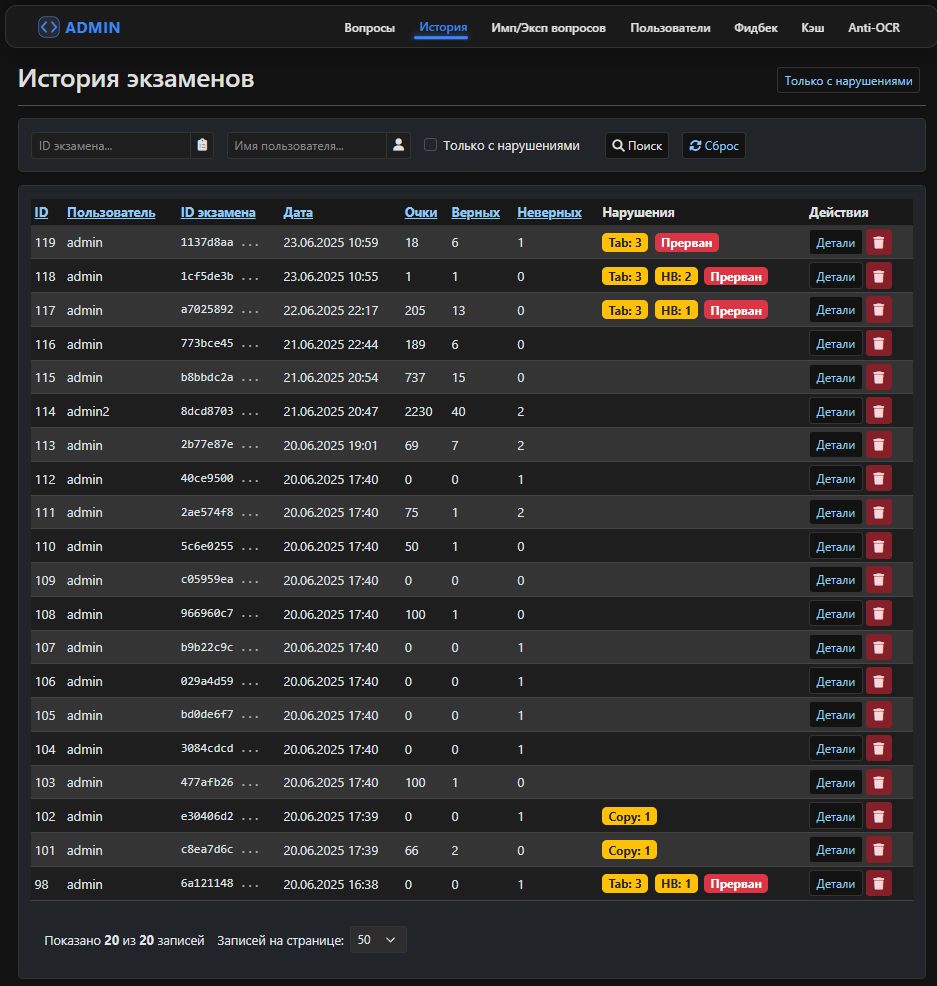 ADMIN Вопросы История Имп/Эксп вопросов Пользователи Фидбек Кэш Anti-OCR
История экзаменов Только с нарушениями
ID экзамена... Имя пользователя... Только с нарушениями Поиск Сброс
ID Пользователь ID экзамена Дата Очки Верных Неверных Нарушения Действия
119 admin 1137d8aa ... 23.06.2025 10:59 18 6 1 Tab: 3 Прерван Детали
118 admin 1cf5de3b ... 23.06.2025 10:55 1 1 0 Tab: 3 HB: 2 Прерван Детали
117 admin a7025892 ... 22.06.2025 22:17 205 13 0 Tab: 3 HB: 1 Прерван Детали
116 admin 773bce45 ... 21.06.2025 22:44 189 6 0 Детали
115 admin b8bbdc2a ... 21.06.2025 20:54 737 15 0 Детали
114 admin2 8dcd8703 ... 21.06.2025 20:47 2230 40 2 Детали
113 admin 2b77e87e ... 20.06.2025 19:01 69 7 2 Детали
112 admin 40ce9500 ... 20.06.2025 17:40 0 0 1 Детали
111 admin 2ae574f8 ... 20.06.2025 17:40 75 1 2 Детали
110 admin 5c6e0255 ... 20.06.2025 17:40 50 1 0 Детали
109 admin c05959ea ... 20.06.2025 17:40 0 0 0 Детали
108 admin 966960c7 ... 20.06.2025 17:40 100 1 0 Детали
107 admin b9b22c9c ... 20.06.2025 17:40 0 0 1 Детали
106 admin 029a4d59 ... 20.06.2025 17:40 0 0 1 Детали
105 admin bd0de6f7 ... 20.06.2025 17:40 0 0 1 Детали
104 admin 3084cdcd ... 20.06.2025 17:40 0 0 1 Детали
103 admin 477afb26 ... 20.06.2025 17:40 100 1 0 Детали
102 admin e30406d2 ... 20.06.2025 17:39 0 0 1 Copy: 1 Детали
101 admin c8ea7d6c ... 20.06.2025 17:39 66 2 0 Copy: 1 Детали
98 admin 6a121148 ... 20.06.2025 16:38 0 0 1 Tab: 3 HB: 1 Прерван Детали
Показано 20 из 20 записей Записей на странице: 50